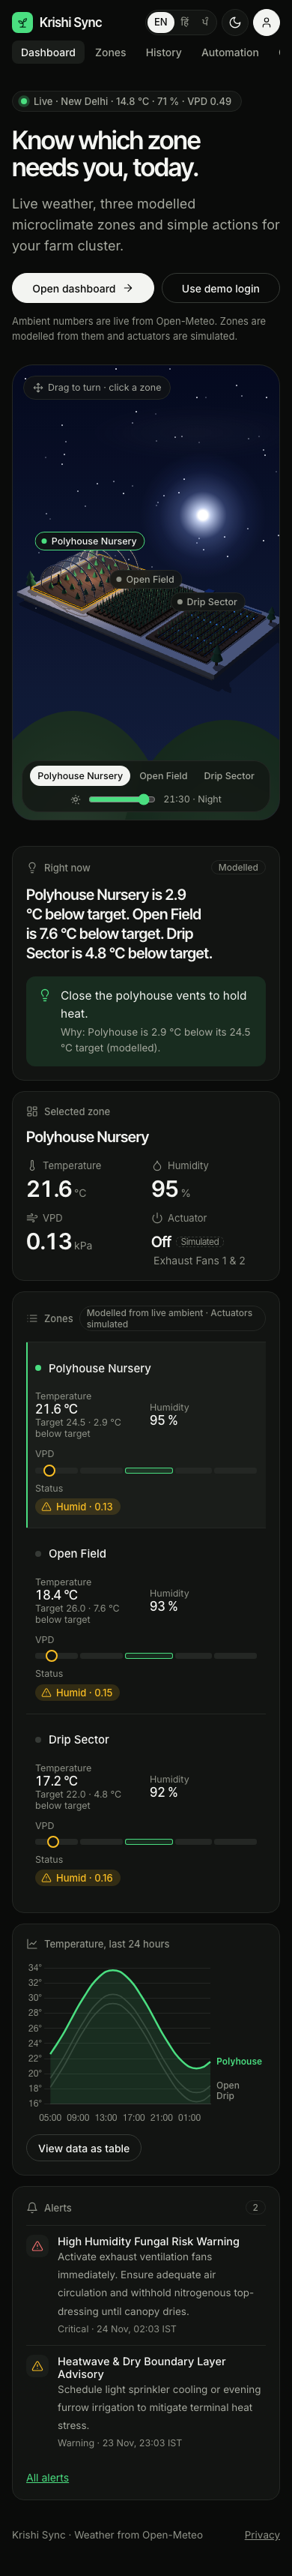 Krishi Sync
EN हिं ਪੰ
Dashboard Zones History Automation
Live · New Delhi · 14.8 °C · 71 % · VPD 0.49
Know which zone
needs you, today.
Live weather, three modelled
microclimate zones and simple actions for
your farm cluster.
Open dashboard → Use demo login
Ambient numbers are live from Open-Meteo. Zones are
modelled from them and actuators are simulated.
Drag to turn · click a zone
Polyhouse Nursery
Open Field
Drip Sector
Polyhouse Nursery Open Field Drip Sector
21:30 · Night
Right now Modelled
Polyhouse Nursery is 2.9
°C below target. Open Field
is 7.6 °C below target. Drip
Sector is 4.8 °C below target.
Close the polyhouse vents to hold
heat.
Why: Polyhouse is 2.9 °C below its 24.5
°C target (modelled).
Selected zone
Polyhouse Nursery
Temperature Humidity
21.6 °C 95 %
VPD Actuator
0.13 kPa Off Simulated
Exhaust Fans 1 & 2
Zones Modelled from live ambient · Actuators
simulated
Polyhouse Nursery
Temperature
21.6 °C
Target 24.5 · 2.9 °C
below target
Humidity
95 %
VPD
Status
Humid · 0.13
Open Field
Temperature
18.4 °C
Target 26.0 · 7.6 °C
below target
Humidity
93 %
VPD
Status
Humid · 0.15
Drip Sector
Temperature
17.2 °C
Target 22.0 · 4.8 °C
below target
Humidity
92 %
VPD
Status
Humid · 0.16
Temperature, last 24 hours
34°
32°
30°
28°
26°
24°
22°
20°
18°
16°
Polyhouse
Open
Drip
05:00 09:00 13:00 17:00 21:00 01:00
View data as table
Alerts 2
High Humidity Fungal Risk Warning
Activate exhaust ventilation fans
immediately. Ensure adequate air
circulation and withhold nitrogenous top-
dressing until canopy dries.
Critical · 24 Nov, 02:03 IST
Heatwave & Dry Boundary Layer
Advisory
Schedule light sprinkler cooling or evening
furrow irrigation to mitigate terminal heat
stress.
Warning · 23 Nov, 23:03 IST
All alerts
Krishi Sync · Weather from Open-Meteo Privacy